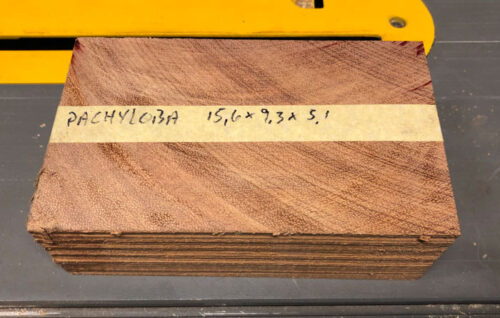 PACHYLOBA 15,6 x 9,3 x 5,1